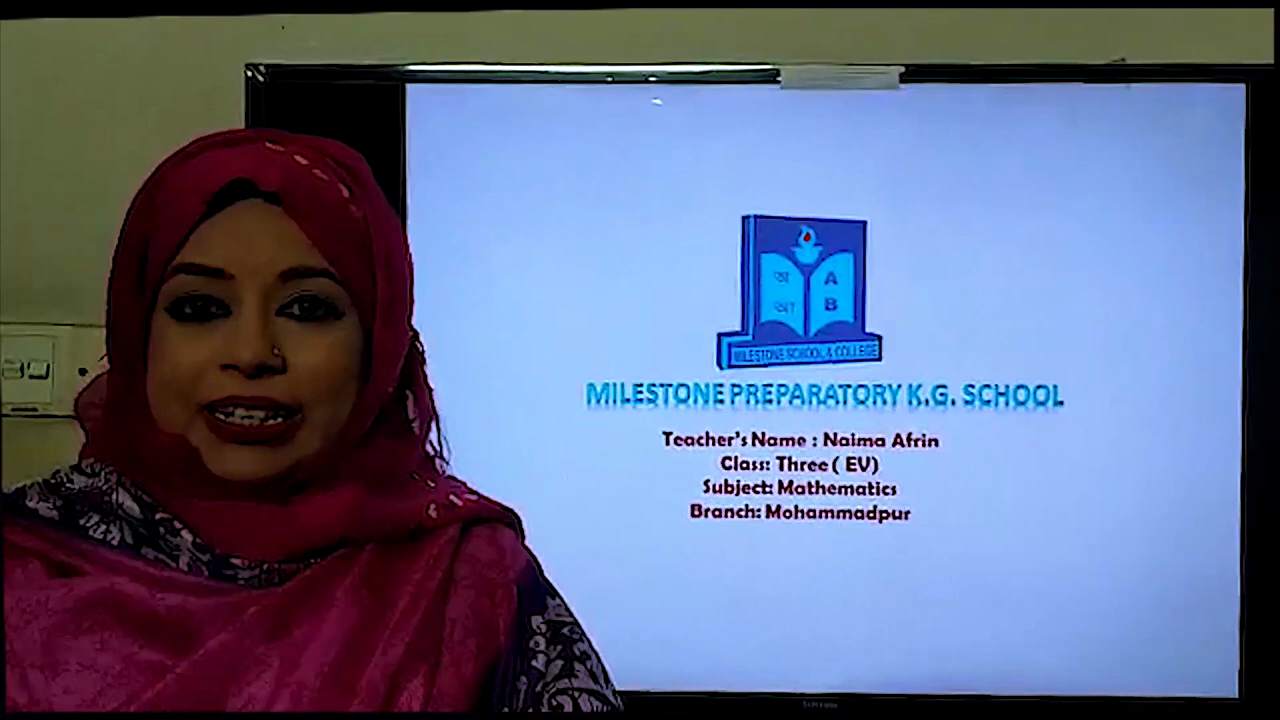 অ A
আ B
MILESTONE SCHOOL & COLLEGE
MILESTONE PREPARATORY K.G. SCHOOL
Teacher's Name : Naima Afrin
Class: Three ( EV)
Subject: Mathematics
Branch: Mohammadpur